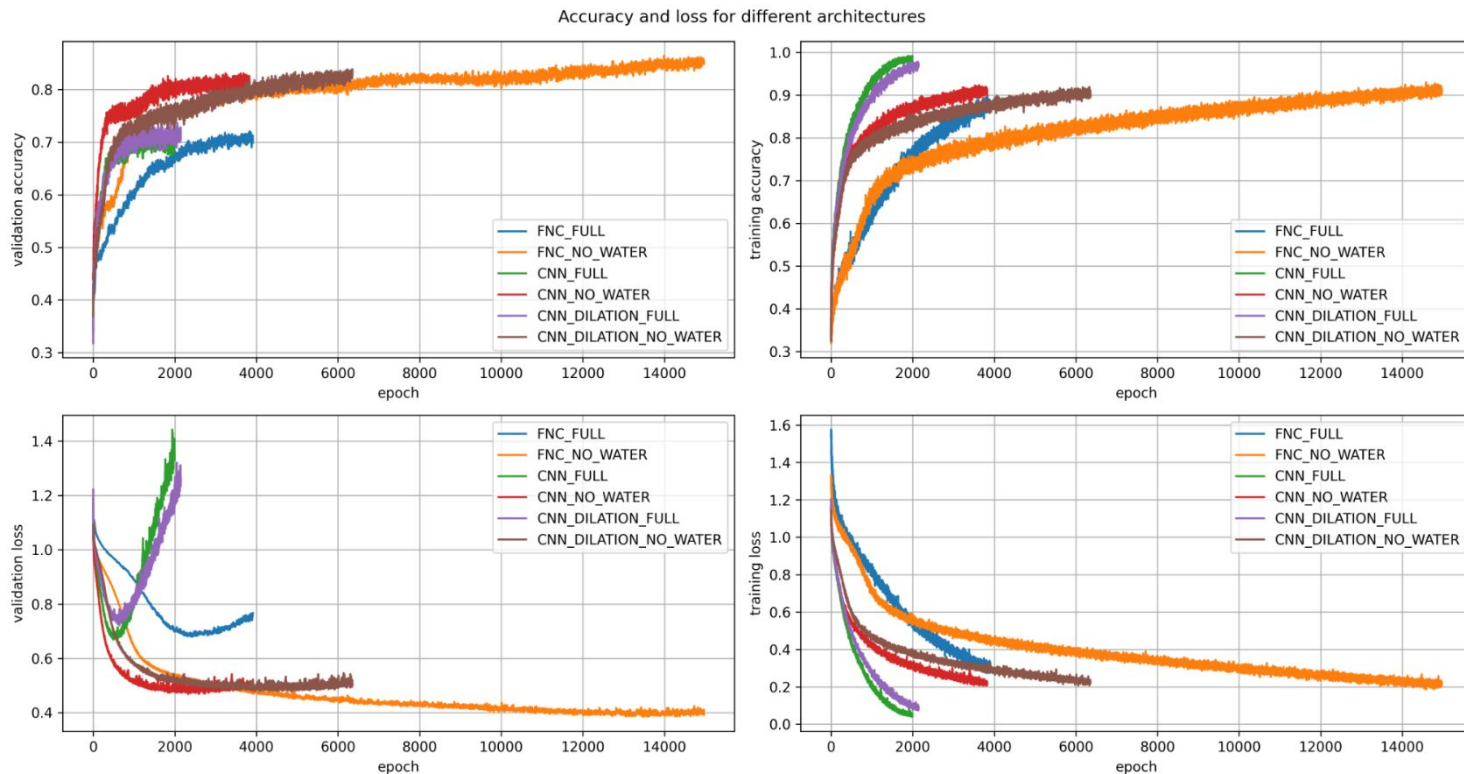 Accuracy and loss for different architectures
validation accuracy
0.8
0.7
0.6
0.5
0.4
0.3
FNC_FULL
FNC_NO_WATER
CNN_FULL
CNN_NO_WATER
CNN_DILATION_FULL
CNN_DILATION_NO_WATER
0 2000 4000 6000 8000 10000 12000 14000
epoch
training accuracy
1.0
0.9
0.8
0.7
0.6
0.5
0.4
0.3
FNC_FULL
FNC_NO_WATER
CNN_FULL
CNN_NO_WATER
CNN_DILATION_FULL
CNN_DILATION_NO_WATER
0 2000 4000 6000 8000 10000 12000 14000
epoch
validation loss
1.4
1.2
1.0
0.8
0.6
0.4
FNC_FULL
FNC_NO_WATER
CNN_FULL
CNN_NO_WATER
CNN_DILATION_FULL
CNN_DILATION_NO_WATER
0 2000 4000 6000 8000 10000 12000 14000
epoch
training loss
1.6
1.4
1.2
1.0
0.8
0.6
0.4
0.2
0.0
FNC_FULL
FNC_NO_WATER
CNN_FULL
CNN_NO_WATER
CNN_DILATION_FULL
CNN_DILATION_NO_WATER
0 2000 4000 6000 8000 10000 12000 14000
epoch